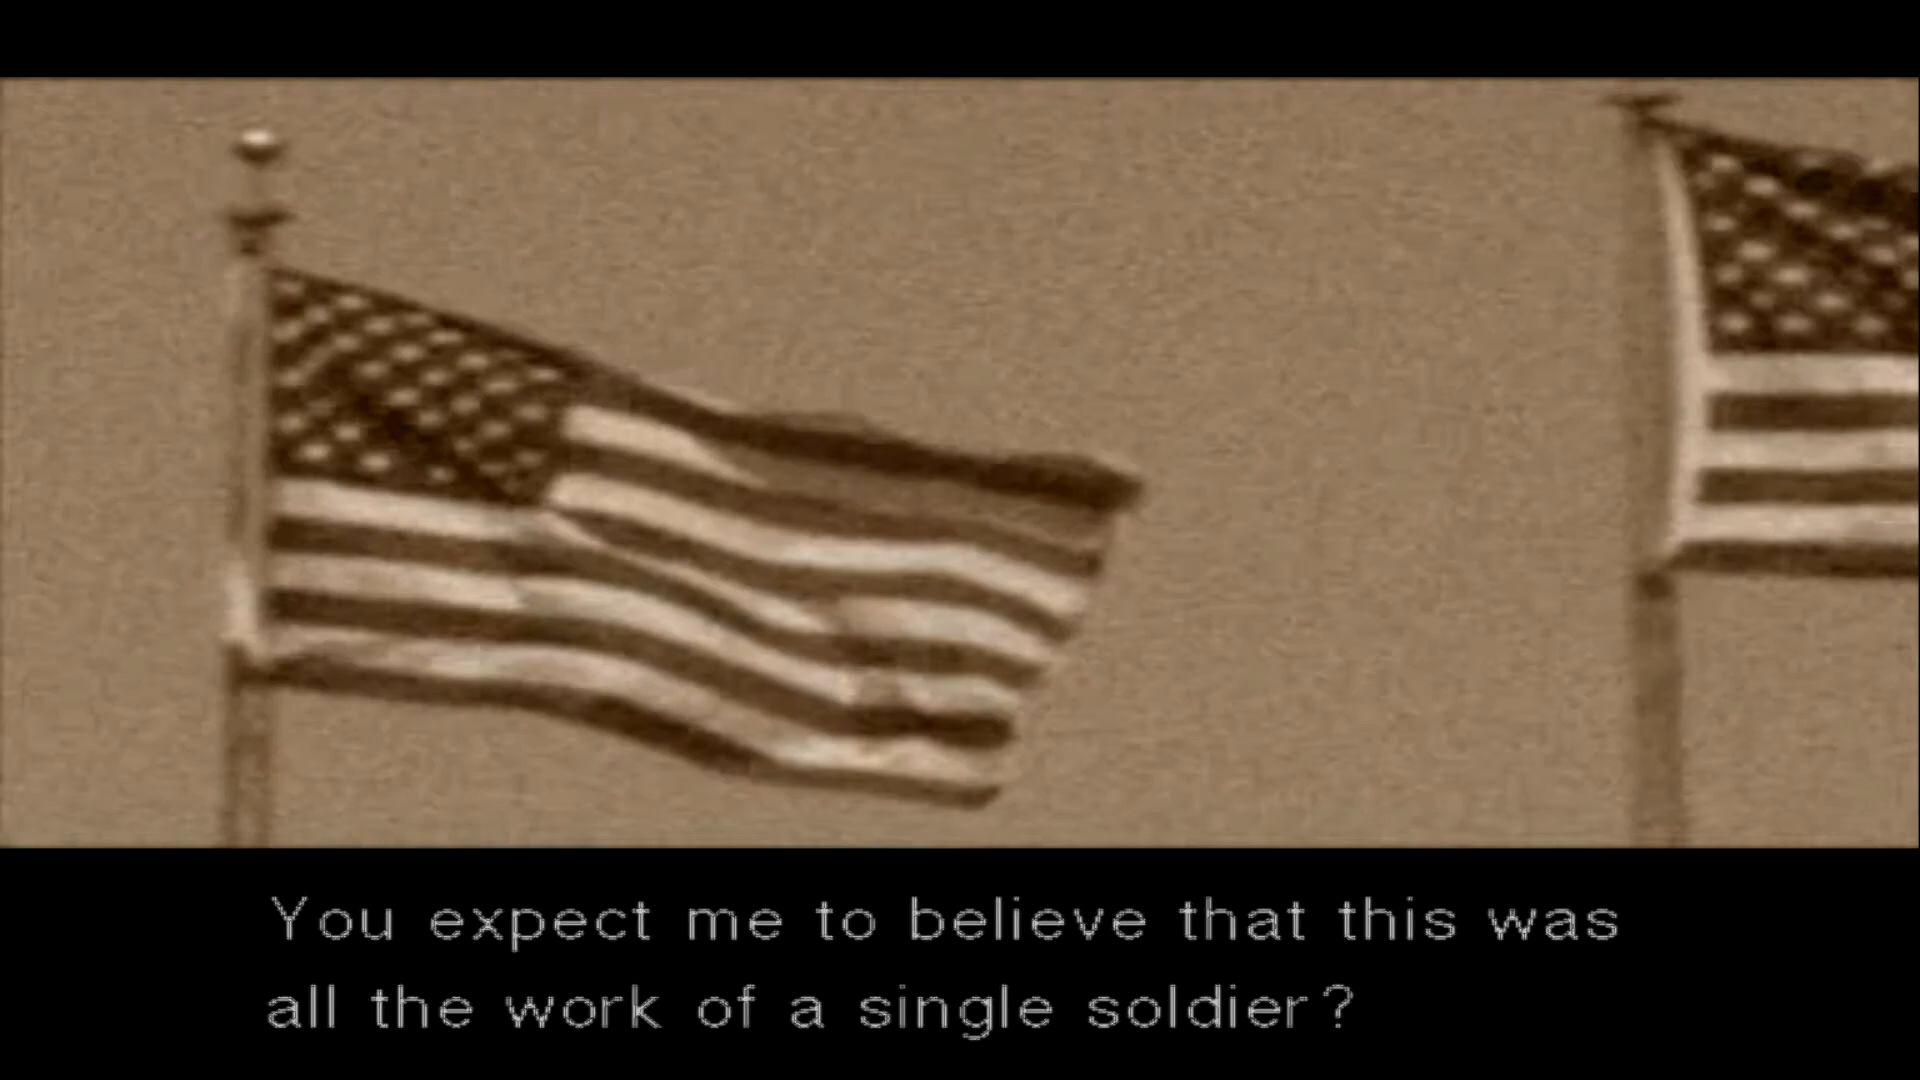 You expect me to believe that this was
all the work of a single soldier?